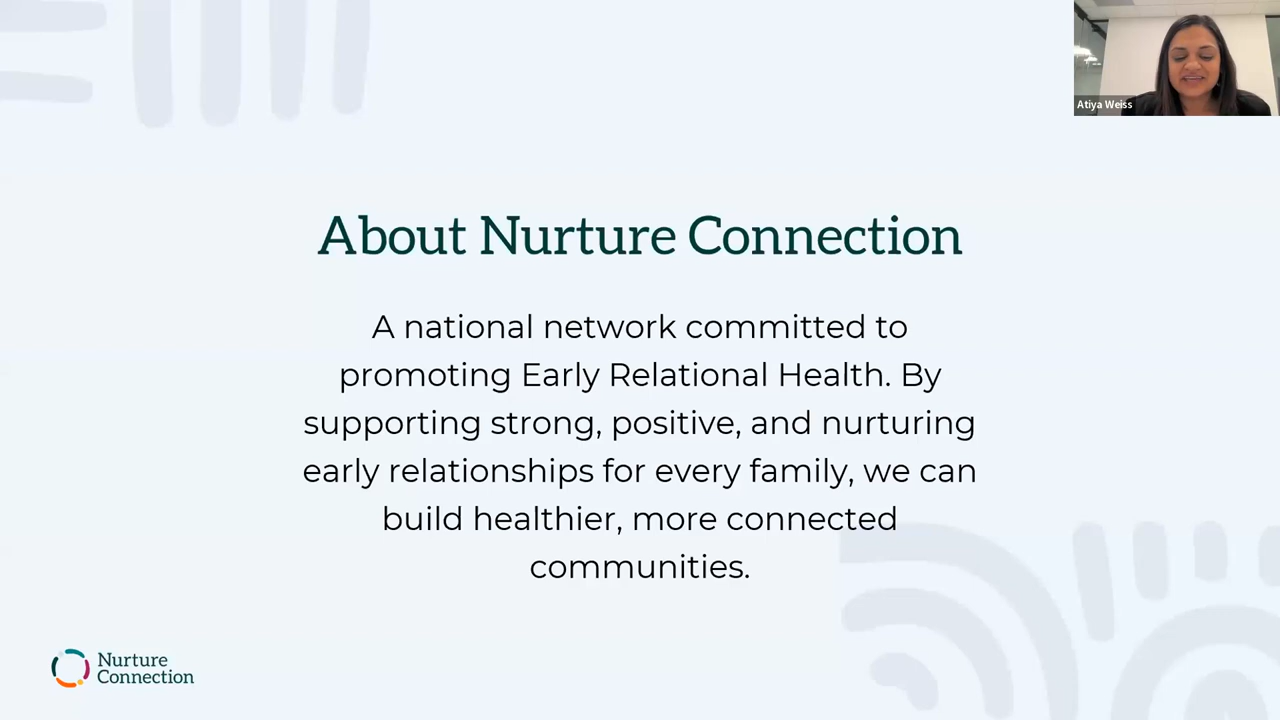 Atiya Weiss
About Nurture Connection
A national network committed to
promoting Early Relational Health. By
supporting strong, positive, and nurturing
early relationships for every family, we can
build healthier, more connected
communities.
Nurture
Connection